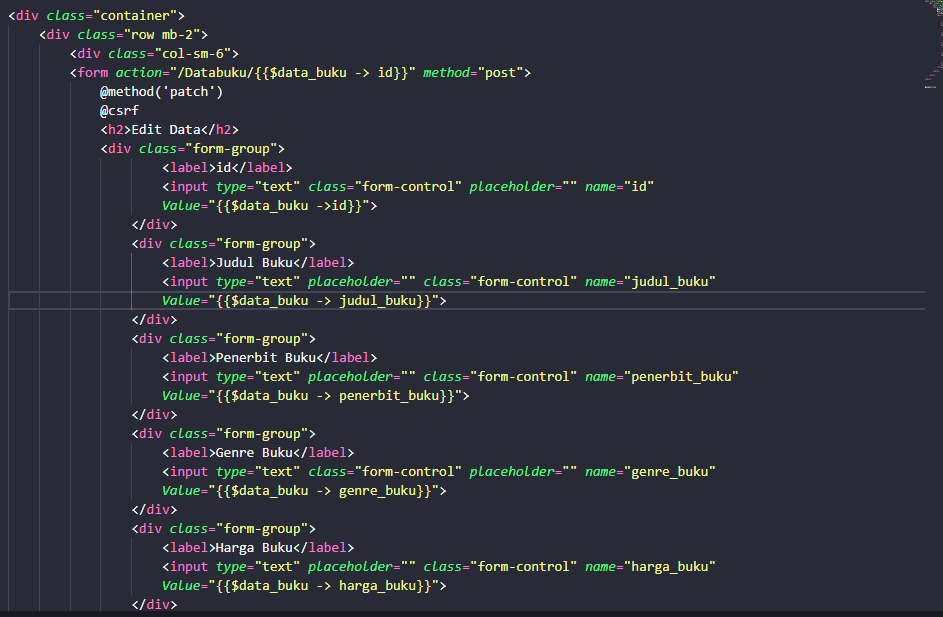 <div class="container">
<div class="row mb-2">
<div class="col-sm-6">
<form action="/Databuku/{{$data_buku -> id}}" method="post">
@method('patch')
@csrf
<h2>Edit Data</h2>
<div class="form-group">
<label>id</label>
<input type="text" class="form-control" placeholder="" name="id"
Value="{{$data_buku ->id}}">
</div>
<div class="form-group">
<label>Judul Buku</label>
<input type="text" placeholder="" class="form-control" name="judul_buku"
Value="{{$data_buku -> judul_buku}}">
</div>
<div class="form-group">
<label>Penerbit Buku</label>
<input type="text" placeholder="" class="form-control" name="penerbit_buku"
Value="{{$data_buku -> penerbit_buku}}">
</div>
<div class="form-group">
<label>Genre Buku</label>
<input type="text" class="form-control" placeholder="" name="genre_buku"
Value="{{$data_buku -> genre_buku}}">
</div>
<div class="form-group">
<label>Harga Buku</label>
<input type="text" placeholder="" class="form-control" name="harga_buku"
Value="{{$data_buku -> harga_buku}}">
</div>